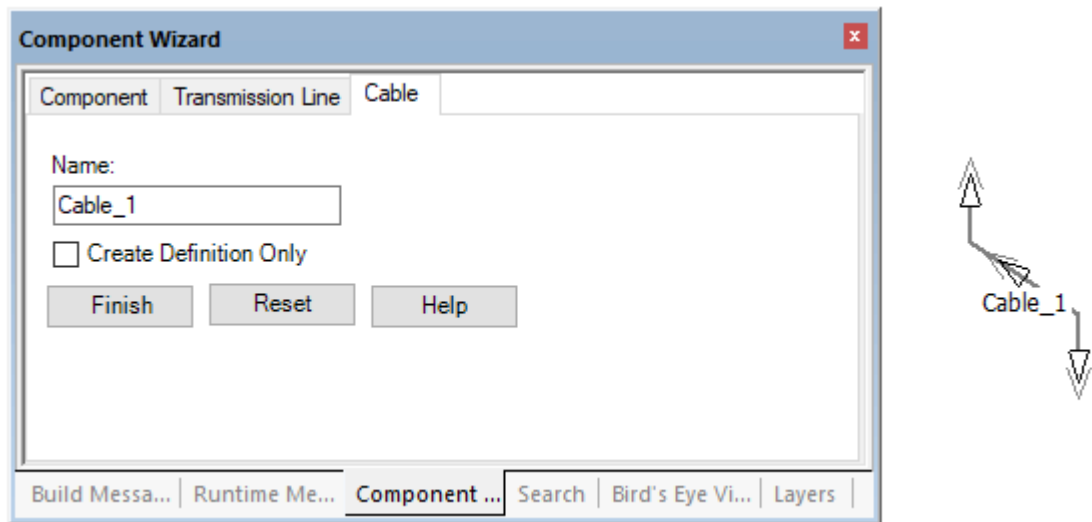 Component Wizard
x
Component Transmission Line Cable
Name:
Cable_1
Create Definition Only
Finish Reset Help
Build Messa... Runtime Me... Component ... Search Bird's Eye Vi... Layers
Cable_1